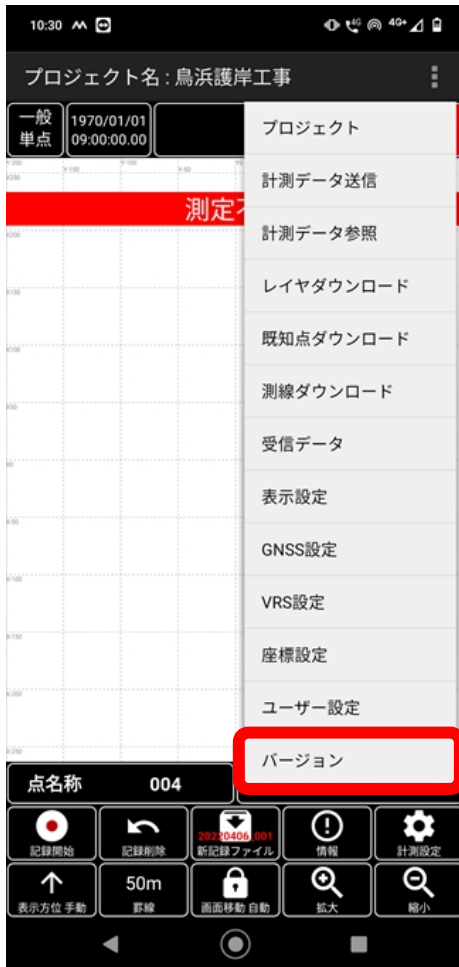 10:30
4G
4G+
プロジェクト名 : 鳥浜護岸工事
一般
単点
1970/01/01
09:00:00.00
プロジェクト
計測データ送信
計測データ参照
レイヤダウンロード
既知点ダウンロード
測線ダウンロード
受信データ
表示設定
GNSS設定
VRS設定
座標設定
ユーザー設定
バージョン
測定
点名称 004
記録開始
記録削除
20220406_001
新記録ファイル
情報
計測設定
表示方位 手動
50m
罫線
画面移動 自動
拡大
縮小